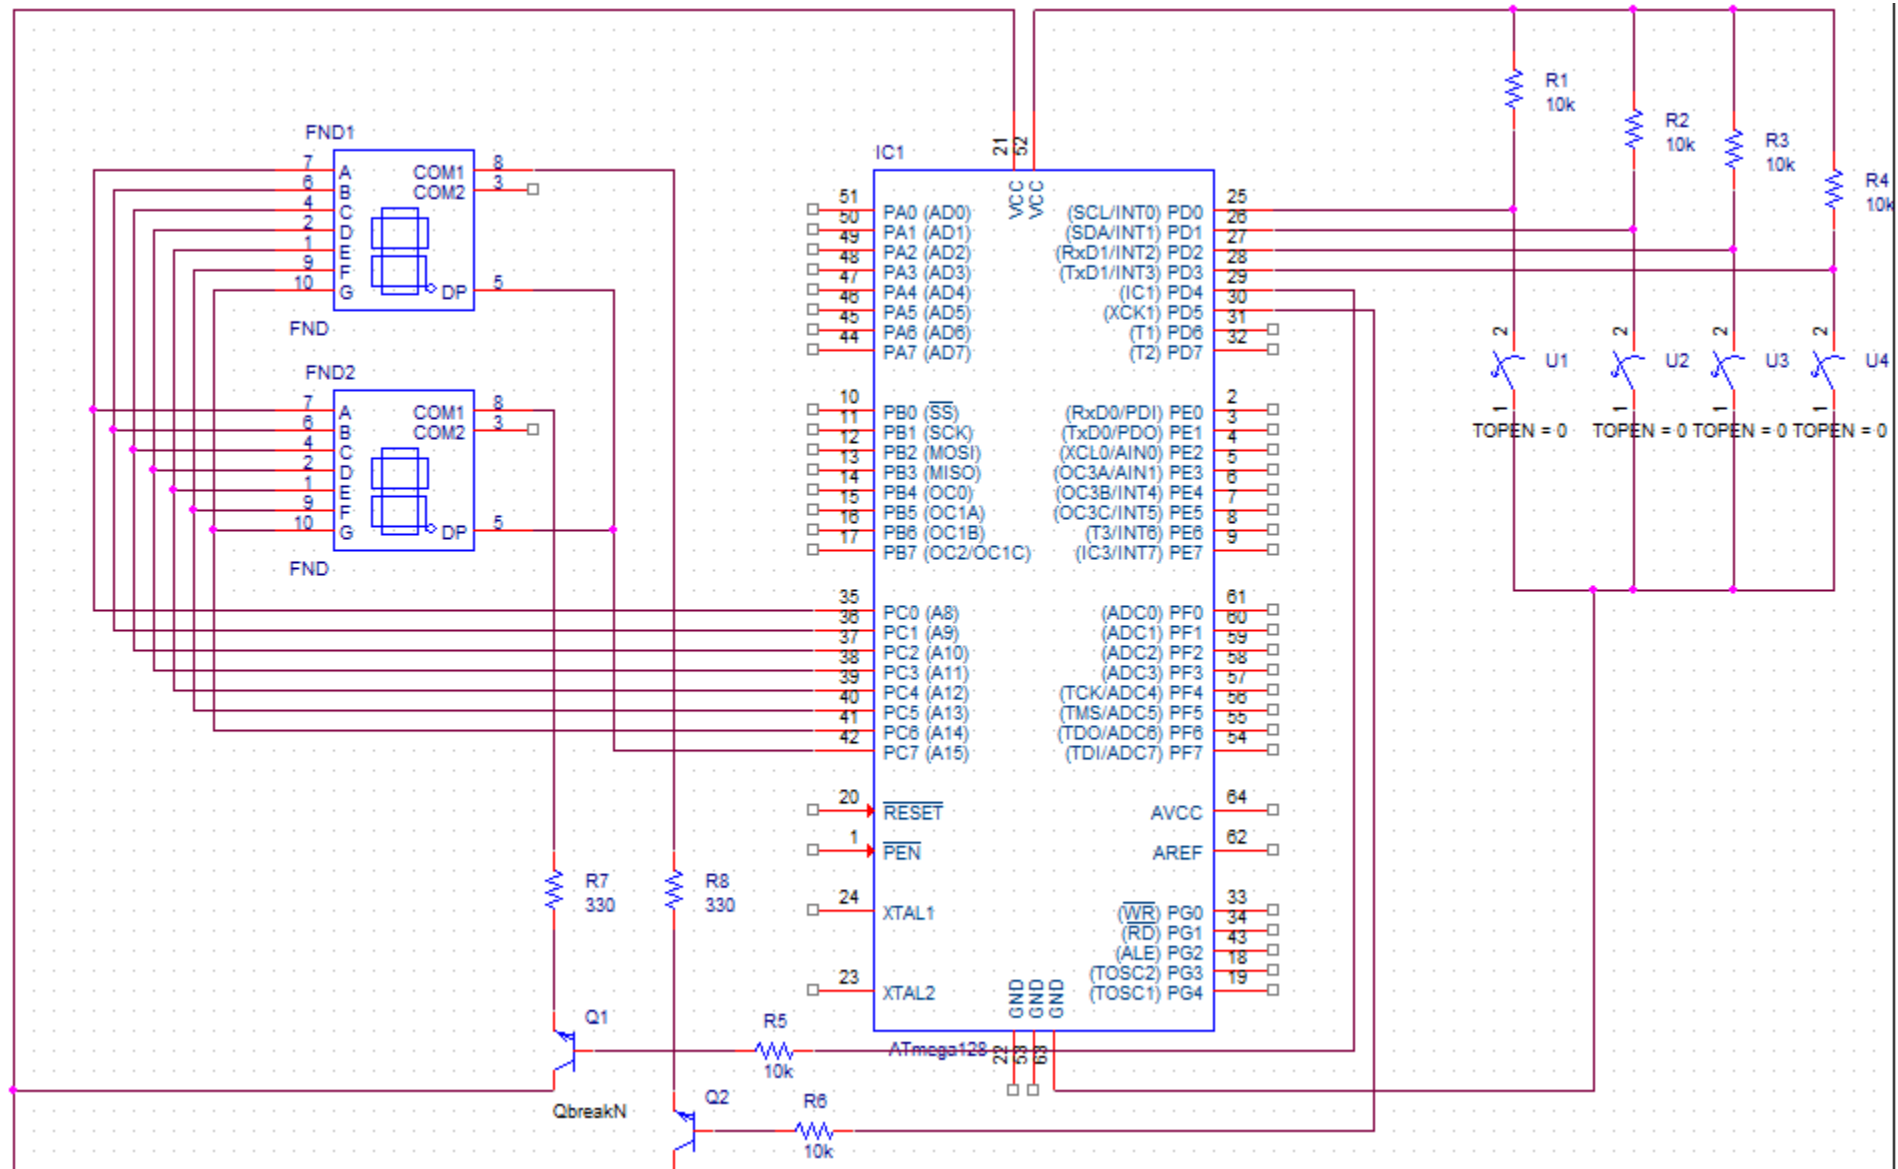 FND1
7 A COM1 8
6 B COM2 3
4 C
2 D
1 E
9 F
10 G DP 5
FND
FND2
7 A COM1 8
6 B COM2 3
4 C
2 D
1 E
9 F
10 G DP 5
FND
IC1
21 52
VCC VCC
51 PA0 (AD0) (SCL/INT0) PD0 25
50 PA1 (AD1) (SDA/INT1) PD1 26
49 PA2 (AD2) (RxD1/INT2) PD2 27
48 PA3 (AD3) (TxD1/INT3) PD3 28
47 PA4 (AD4) (IC1) PD4 29
46 PA5 (AD5) (XCK1) PD5 30
45 PA6 (AD6) (T1) PD6 31
44 PA7 (AD7) (T2) PD7 32
10 PB0 (SS) (RxD0/PDI) PE0 2
11 PB1 (SCK) (TxD0/PDO) PE1 3
12 PB2 (MOSI) (XCL0/AIN0) PE2 4
13 PB3 (MISO) (OC3A/AIN1) PE3 5
14 PB4 (OC0) (OC3B/INT4) PE4 6
15 PB5 (OC1A) (OC3C/INT5) PE5 7
16 PB6 (OC1B) (T3/INT6) PE6 8
17 PB7 (OC2/OC1C) (IC3/INT7) PE7 9
35 PC0 (A8) (ADC0) PF0 61
36 PC1 (A9) (ADC1) PF1 60
37 PC2 (A10) (ADC2) PF2 59
38 PC3 (A11) (ADC3) PF3 58
39 PC4 (A12) (TCK/ADC4) PF4 57
40 PC5 (A13) (TMS/ADC5) PF5 56
41 PC6 (A14) (TDO/ADC6) PF6 55
42 PC7 (A15) (TDI/ADC7) PF7 54
20 RESET AVCC 64
1 PEN AREF 62
24 XTAL1 (WR) PG0 33
(RD) PG1 34
(ALE) PG2 43
(TOSC2) PG3 18
23 XTAL2 (TOSC1) PG4 19
GND GND GND
22 53 63
ATmega128
R1
10k
R2
10k
R3
10k
R4
10k
2 U1 1
2 U2 1
2 U3 1
2 U4 1
TOPEN = 0 TOPEN = 0 TOPEN = 0 TOPEN = 0
R7
330
R8
330
Q1
QbreakN
R5
10k
Q2
R6
10k